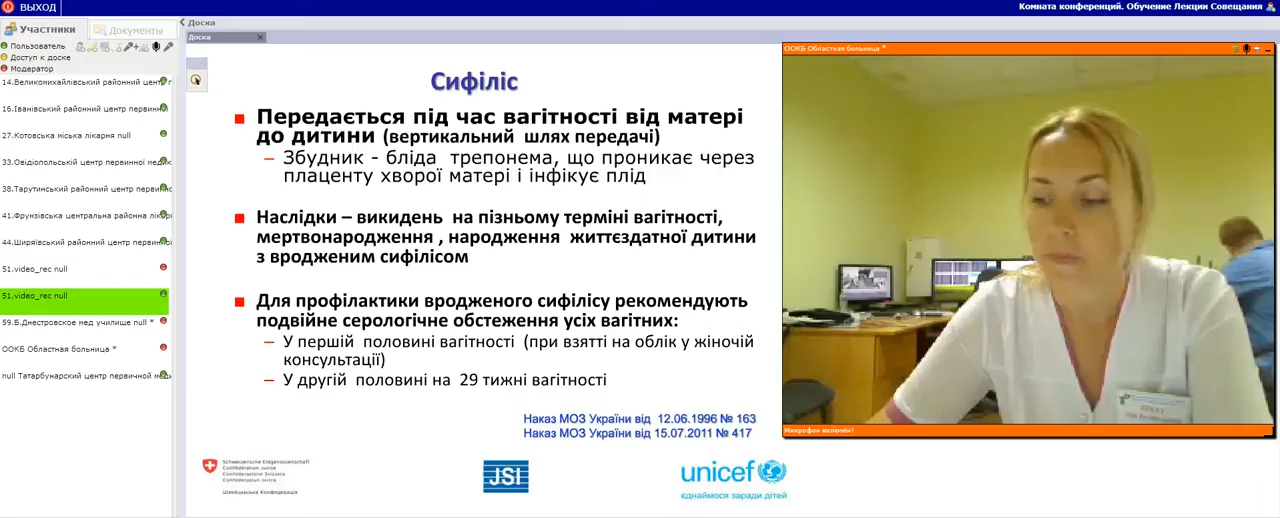 ВЫХОД
Комната конференций. Обучение Лекции Совещания
Участники
Документы
Пользователь
Доступ к доске
Модератор
14.Великомихайлівський районний цент
16.Іванівський районний центр первинно
27.Котовська міська лікарня null
33.Овідіопольський центр первинної медик
38.Тарутинський районний центр первинно
41.Фрунзівська центральна районна лікар
44.Ширяївський районний центр первинної
51.video_rec null
51.video_rec null
59.Б.Днестровское мед училище null *
ООКБ Областная больница *
null Татарбунарский центр первичной меди
Доска
Доска
Сифіліс
Передається під час вагітності від матері
до дитини (вертикальний шлях передачі)
– Збудник - бліда трепонема, що проникає через
плаценту хворої матері і інфікує плід
Наслідки – викидень на пізньому терміні вагітності,
мертвонародження , народження життєздатної дитини
з вродженим сифілісом
Для профілактики вродженого сифілісу рекомендують
подвійне серологічне обстеження усіх вагітних:
– У першій половині вагітності (при взятті на облік у жіночій
консультації)
– У другій половині на 29 тижні вагітності
Наказ МОЗ України від 12.06.1996 № 163
Наказ МОЗ України від 15.07.2011 № 417
Schweizerische Eidgenossenschaft
Confédération suisse
Confederazione Svizzera
Confederaziun svizra
Швейцарська Конфедерація
JSI
unicef
єднаймося заради дітей
ООКБ Областная больница *
Микрофон включён!